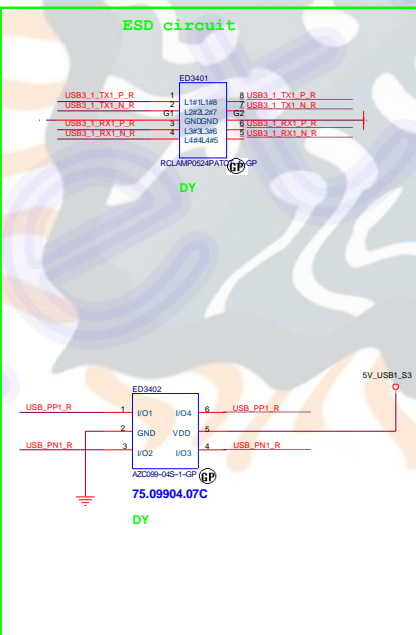 ESD circuit
ED3401
USB3_1_TX1_P_R 1 L1#1L1#8 8 USB3_1_TX1_P_R
USB3_1_TX1_N_R 2 L2#2L2#7 7 USB3_1_TX1_N_R
G1 GNDGND G2
USB3_1_RX1_P_R 3 L3#3L3#6 6 USB3_1_RX1_P_R
USB3_1_RX1_N_R 4 L4#4L4#5 5 USB3_1_RX1_N_R
GP
DY
5V_USB1_S3
ED3402
USB_PP1_R 1 I/O1 I/O4 6 USB_PP1_R
2 GND VDD 5
USB_PN1_R 3 I/O2 I/O3 4 USB_PN1_R
AZC099-04S-1-GP GP
75.09904.07C
DY